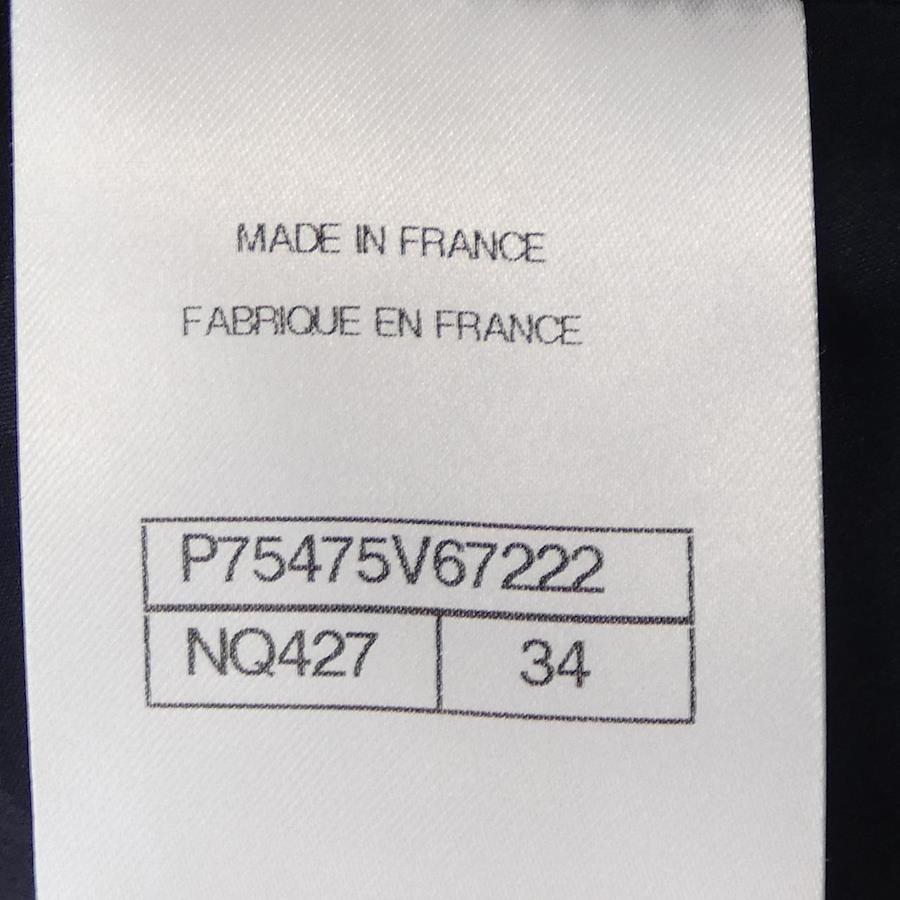 MADE IN FRANCE
FABRIQUE EN FRANCE
P75475V67222
NQ427 34